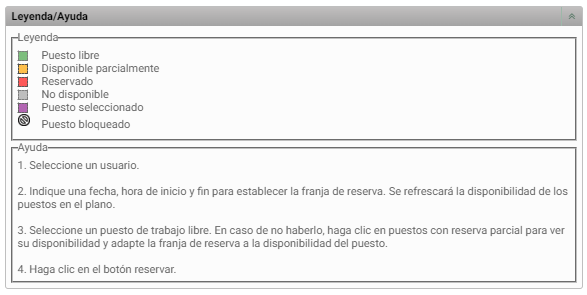 Leyenda/Ayuda
Leyenda
Puesto libre
Disponible parcialmente
Reservado
No disponible
Puesto seleccionado
Puesto bloqueado
Ayuda
1. Seleccione un usuario.
2. Indique una fecha, hora de inicio y fin para establecer la franja de reserva. Se refrescará la disponibilidad de los
puestos en el plano.
3. Seleccione un puesto de trabajo libre. En caso de no haberlo, haga clic en puestos con reserva parcial para ver
su disponibilidad y adapte la franja de reserva a la disponibilidad del puesto.
4. Haga clic en el botón reservar.